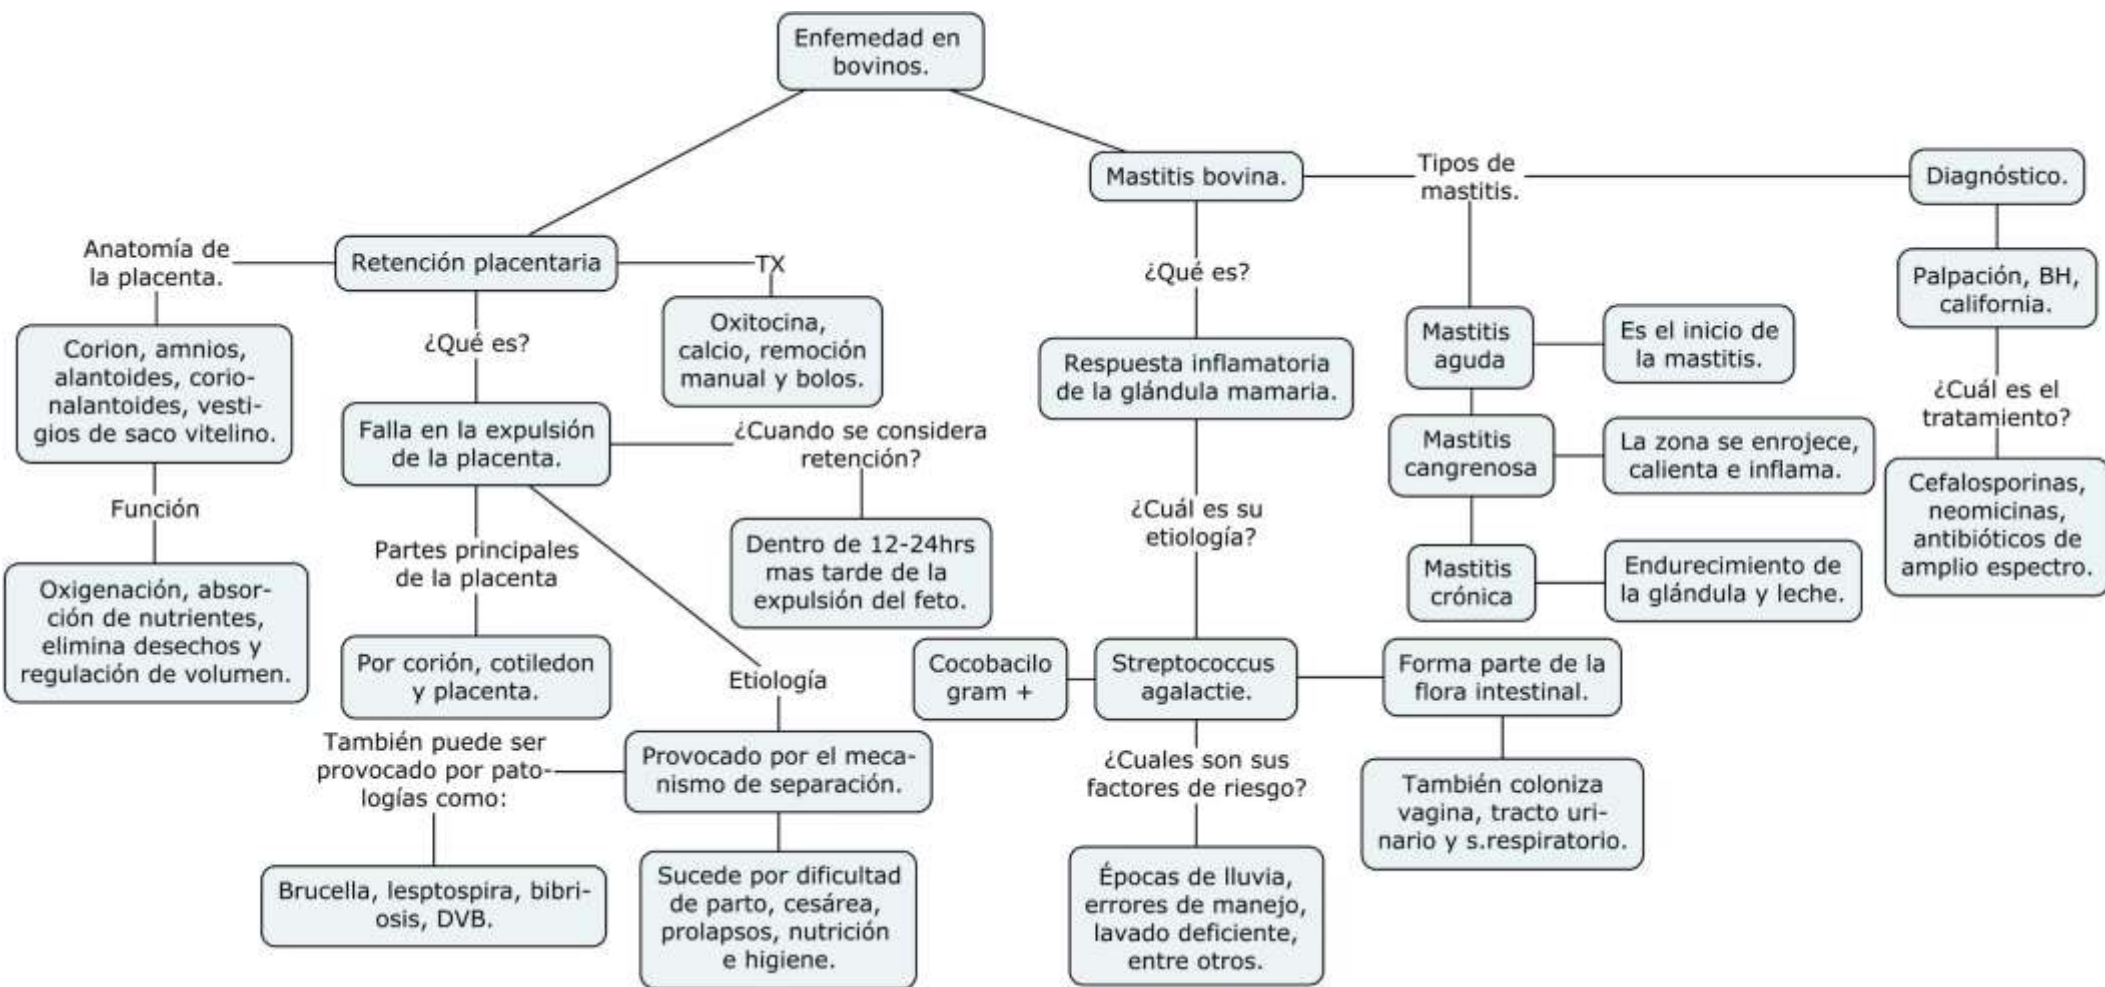 Enfemedad en
bovinos.
Mastitis bovina.
Tipos de
mastitis.
Diagnóstico.
Anatomía de
la placenta.
Retención placentaria
TX
¿Qué es?
Palpación, BH,
california.
Corion, amnios,
alantoides, corio-
nalantoides, vesti-
gios de saco vitelino.
¿Qué es?
Oxitocina,
calcio, remoción
manual y bolos.
Respuesta inflamatoria
de la glándula mamaria.
Mastitis
aguda
Es el inicio de
la mastitis.
¿Cuál es el
tratamiento?
Falla en la expulsión
de la placenta.
¿Cuando se considera
retención?
Mastitis
cangrenosa
La zona se enrojece,
calienta e inflama.
Función
¿Cuál es su
etiología?
Cefalosporinas,
neomicinas,
antibióticos de
amplio espectro.
Partes principales
de la placenta
Dentro de 12-24hrs
mas tarde de la
expulsión del feto.
Mastitis
crónica
Endurecimiento de
la glándula y leche.
Oxigenación, absor-
ción de nutrientes,
elimina desechos y
regulación de volumen.
Por corión, cotiledon
y placenta.
Etiología
Cocobacilo
gram +
Streptococcus
agalactie.
Forma parte de la
flora intestinal.
También puede ser
provocado por pato-
logías como:
Provocado por el meca-
nismo de separación.
¿Cuales son sus
factores de riesgo?
También coloniza
vagina, tracto uri-
nario y s.respiratorio.
Brucella, lesptospira, bibri-
osis, DVB.
Sucede por dificultad
de parto, cesárea,
prolapsos, nutrición
e higiene.
Épocas de lluvia,
errores de manejo,
lavado deficiente,
entre otros.